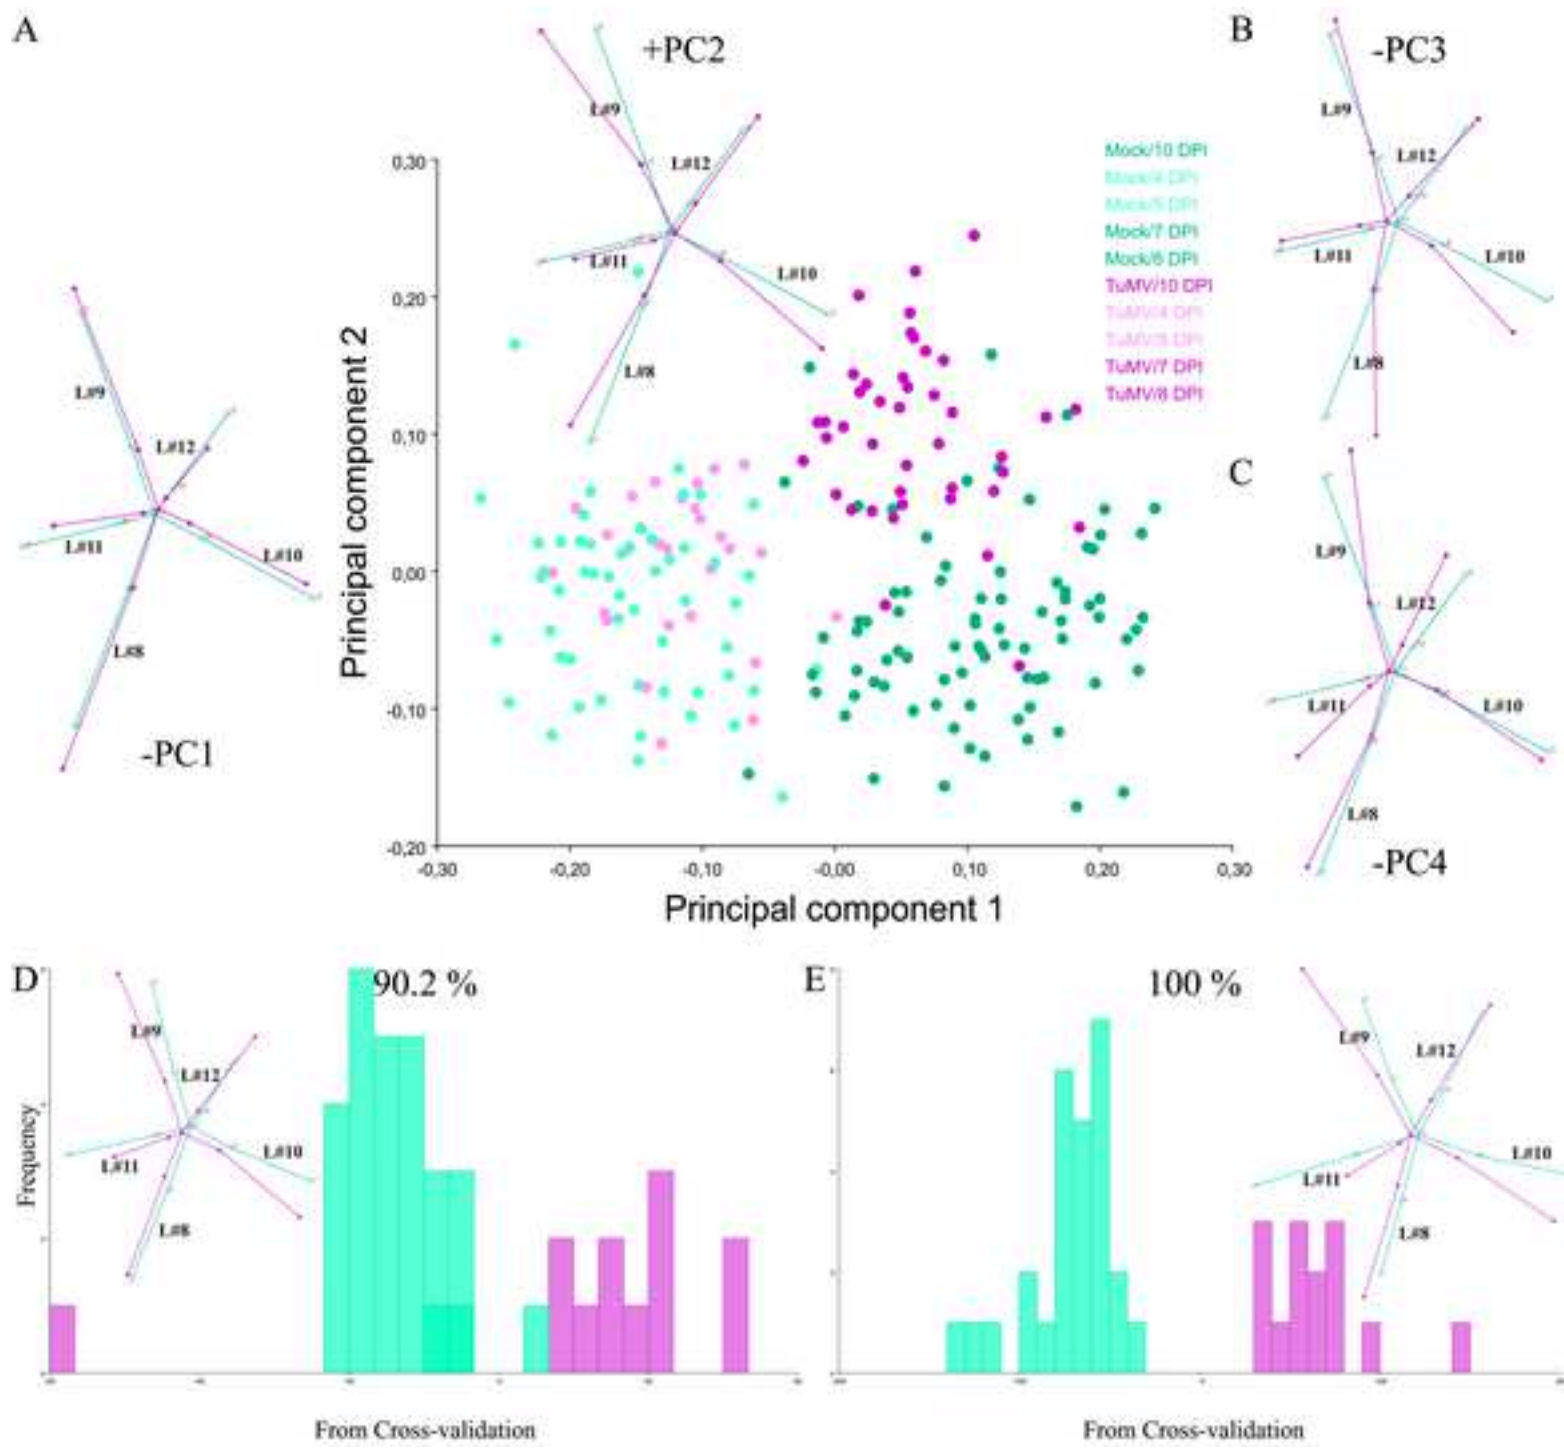 A
+PC2
B
-PC3
L#9
L#12
L#11
L#10
L#8
L#9
L#12
L#11
L#10
L#8
Mock/10 DPI
Mock/4 DPI
Mock/5 DPI
Mock/7 DPI
TuMV/10 DPI
TuMV/4 DPI
TuMV/5 DPI
TuMV/7 DPI
TuMV/8 DPI
0,30
0,20
0,10
0,00
-0,10
-0,20
Principal component 2
-0,30
-0,20
-0,10
-0,00
0,10
0,20
0,30
Principal component 1
L#9
L#12
L#11
L#10
L#8
-PC1
C
L#9
L#12
L#11
L#10
L#8
-PC4
D
90.2 %
L#9
L#12
L#11
L#10
L#8
Frequency
From Cross-validation
E
100 %
L#9
L#12
L#11
L#10
L#8
From Cross-validation